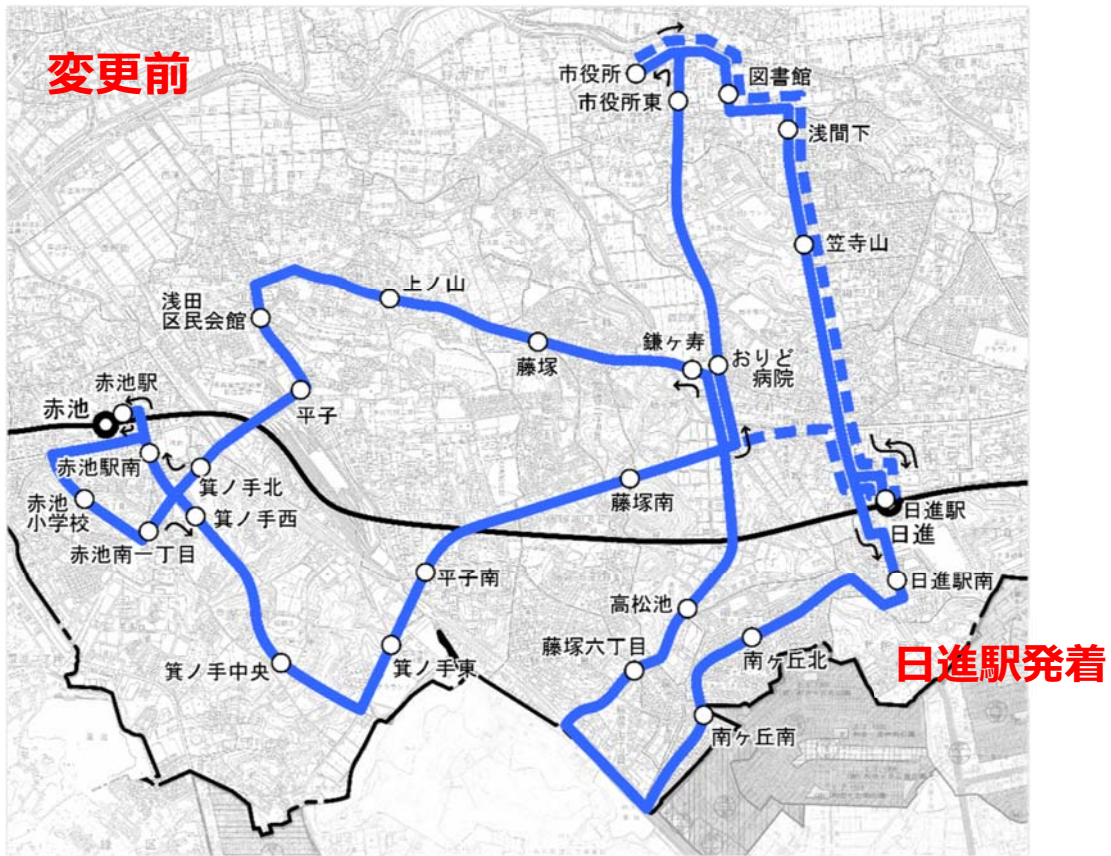 変更前
市役所
図書館
市役所東
浅間下
笠寺山
上ノ山
浅田
区民会館
鎌ヶ寿
おりど
病院
藤塚
赤池駅
赤池
平子
赤池駅南
箕ノ手北
藤塚南
赤池
小学校
箕ノ手西
日進駅
日進
赤池南一丁目
平子南
日進駅南
高松池
藤塚六丁目
箕ノ手中央
箕ノ手東
南ヶ丘北
日進駅発着
南ヶ丘南